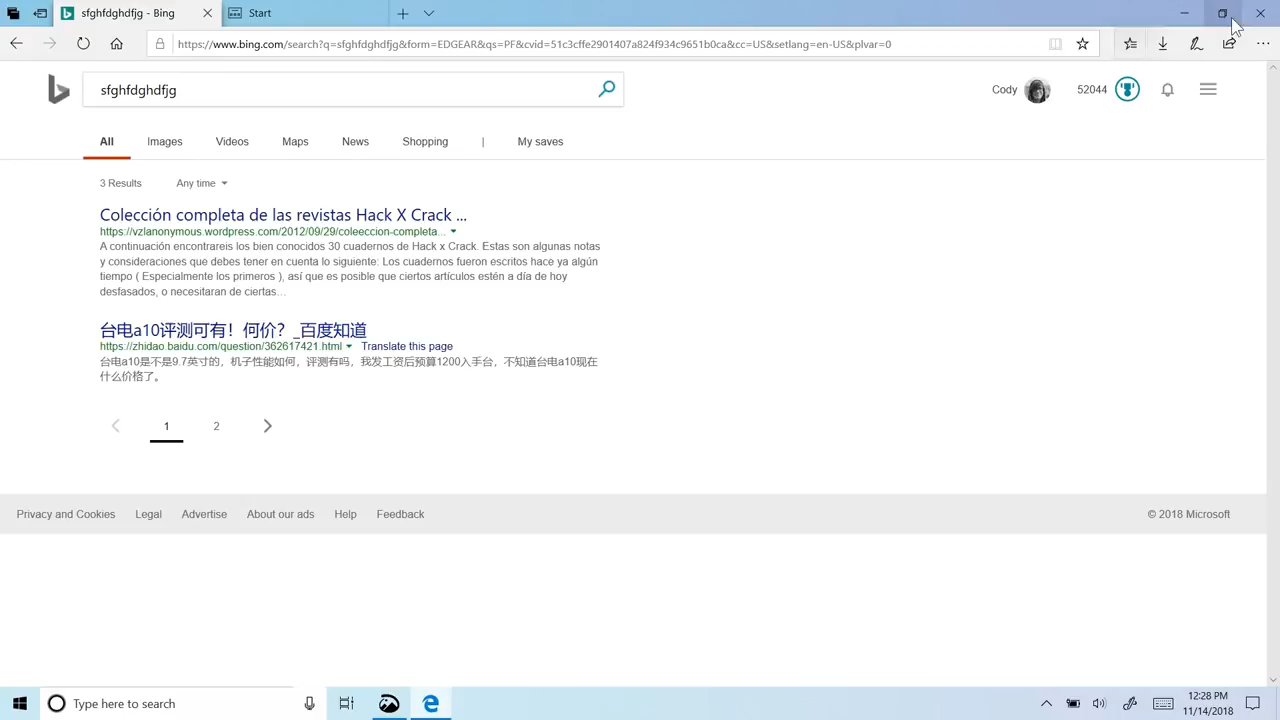 sfghfdghdfjg - Bing
Start
https://www.bing.com/search?q=sfghfdghdfjg&form=EDGEAR&qs=PF&cvid=51c3cffe2901407a824f934c9651b0ca&cc=US&setlang=en-US&plvar=0
sfghfdghdfjg
Cody
52044
All Images Videos Maps News Shopping | My saves
3 Results Any time
Colección completa de las revistas Hack X Crack ...
https://vzlanonymous.wordpress.com/2012/09/29/coleeccion-completa...
A continuación encontrareis los bien conocidos 30 cuadernos de Hack x Crack. Estas son algunas notas
y consideraciones que debes tener en cuenta lo siguiente: Los cuadernos fueron escritos hace ya algún
tiempo ( Especialmente los primeros ), así que es posible que ciertos artículos estén a día de hoy
desfasados, o necesitaran de ciertas…
台电a10评测可有！何价？_百度知道
https://zhidao.baidu.com/question/362617421.html Translate this page
台电a10是不是9.7英寸的，机子性能如何，评测有吗，我发工资后预算1200入手台，不知道台电a10现在
什么价格了。
1 2
Privacy and Cookies Legal Advertise About our ads Help Feedback
© 2018 Microsoft
Type here to search
12:28 PM
11/14/2018